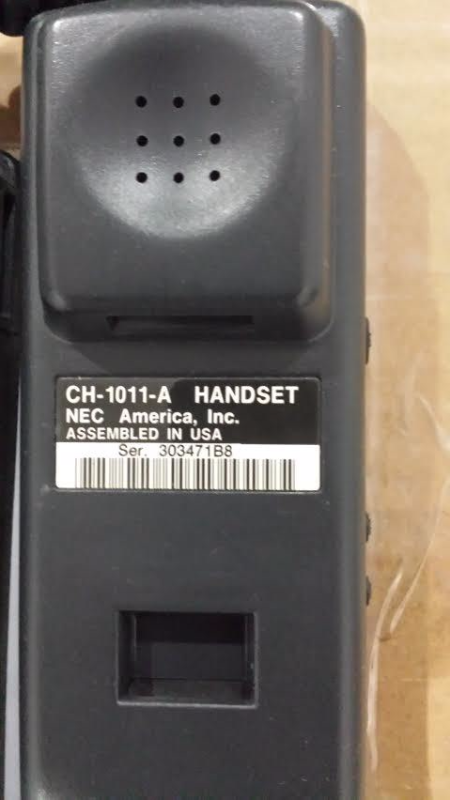 CH-1011-A HANDSET
NEC America, Inc.
ASSEMBLED IN USA
Ser. 303471B8